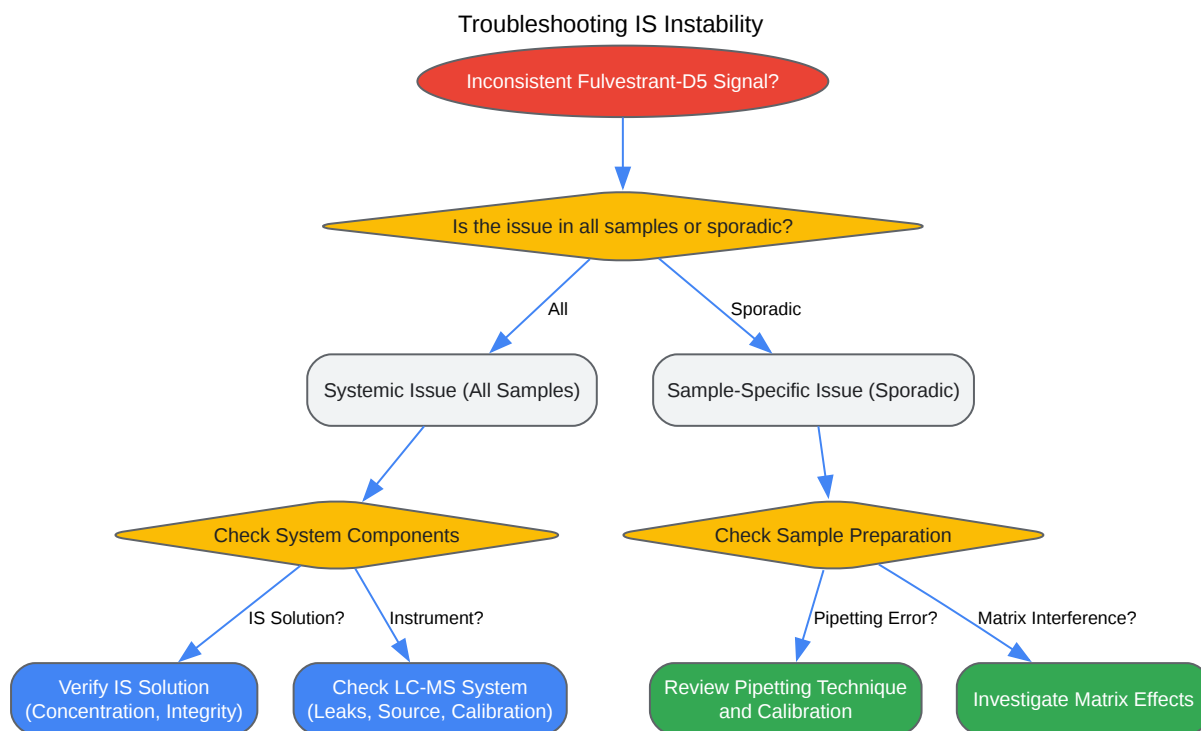 Troubleshooting IS Instability
Inconsistent Fulvestrant-D5 Signal?
Is the issue in all samples or sporadic?
All
Sporadic
Systemic Issue (All Samples)
Sample-Specific Issue (Sporadic)
Check System Components
Check Sample Preparation
IS Solution?
Instrument?
Pipetting Error?
Matrix Interference?
Verify IS Solution
(Concentration, Integrity)
Check LC-MS System
(Leaks, Source, Calibration)
Review Pipetting Technique
and Calibration
Investigate Matrix Effects